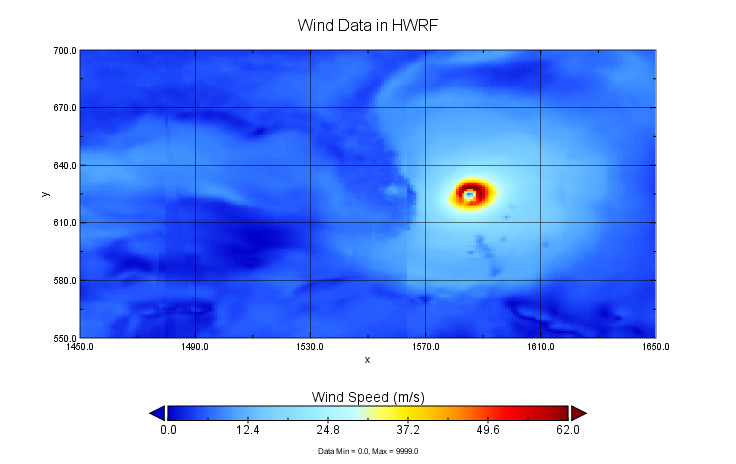 Wind Data in HWRF
700.0
670.0
640.0
610.0
580.0
550.0
y
1450.0 1490.0 1530.0 1570.0 1610.0 1650.0
x
Wind Speed (m/s)
0.0 12.4 24.8 37.2 49.6 62.0
Data Min = 0.0, Max = 9999.0